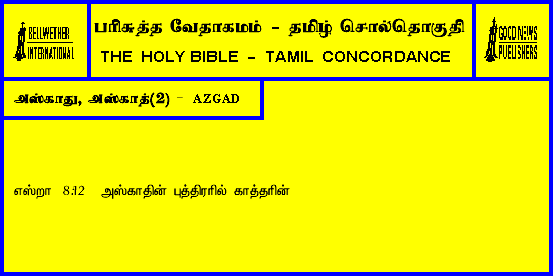 BELLWETHER
INTERNATIONAL
பரிசுத்த வேதாகமம் - தமிழ் சொல்தொகுதி
THE HOLY BIBLE - TAMIL CONCORDANCE
GOOD NEWS
PUBLISHERS
அஸ்காது, அஸ்காத்(2) - AZGAD
எஸ்றா 8:12 அஸ்காதின் புத்திரரில் காத்தரின்